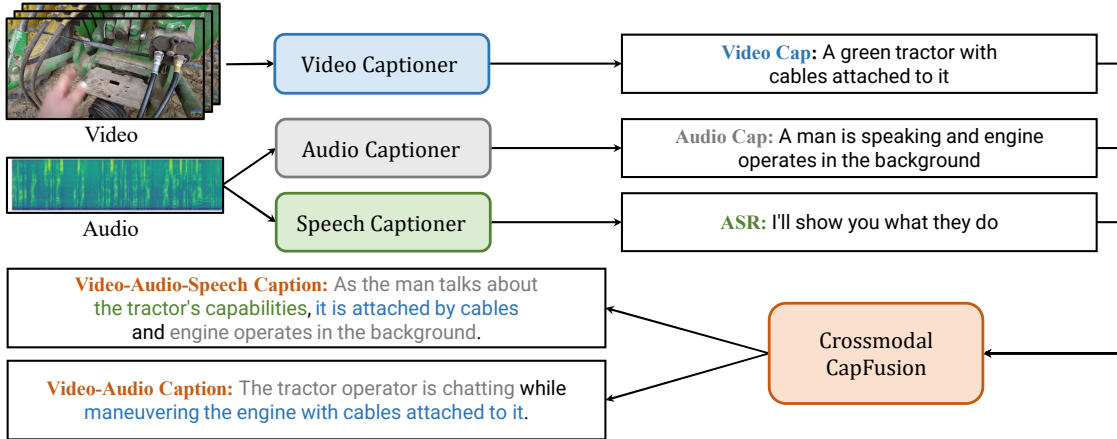 Video Captioner
Video Cap: A green tractor with
cables attached to it
Video
Audio Captioner
Audio Cap: A man is speaking and engine
operates in the background
Audio
Speech Captioner
ASR: I'll show you what they do
Video-Audio-Speech Caption: As the man talks about
the tractor's capabilities, it is attached by cables
and engine operates in the background.
Crossmodal
CapFusion
Video-Audio Caption: The tractor operator is chatting while
maneuvering the engine with cables attached to it.